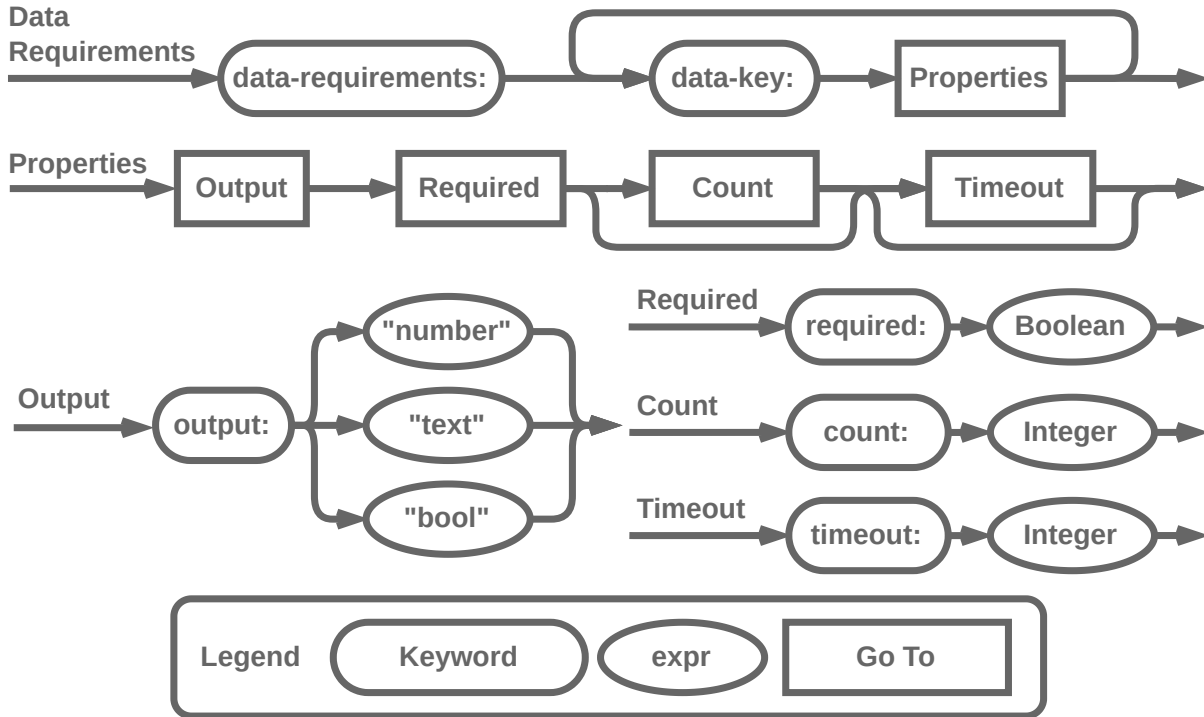 Data
Requirements
data-requirements:
data-key:
Properties
Properties
Output
Required
Count
Timeout
Output
output:
"number"
"text"
"bool"
Required
required:
Boolean
Count
count:
Integer
Timeout
timeout:
Integer
Legend
Keyword
expr
Go To